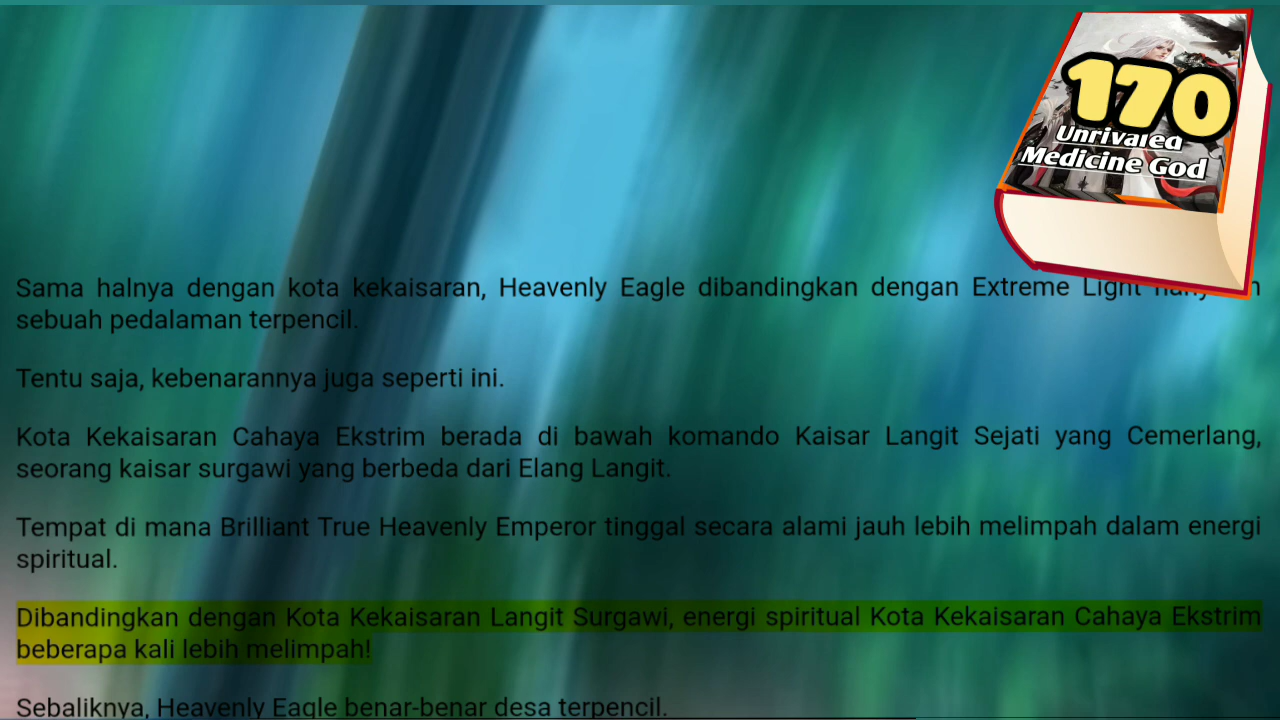 170
Unrivaled
Medicine God
Sama halnya dengan kota kekaisaran, Heavenly Eagle dibandingkan dengan Extreme Light
sebuah pedalaman terpencil.
Tentu saja, kebenarannya juga seperti ini.
Kota Kekaisaran Cahaya Ekstrim berada di bawah komando Kaisar Langit Sejati yang Cemerlang,
seorang kaisar surgawi yang berbeda dari Elang Langit.
Tempat di mana Brilliant True Heavenly Emperor tinggal secara alami jauh lebih melimpah dalam energi
spiritual.
Dibandingkan dengan Kota Kekaisaran Langit Surgawi, energi spiritual Kota Kekaisaran Cahaya Ekstrim
beberapa kali lebih melimpah!
Sebaliknya, Heavenly Eagle benar-benar desa terpencil.